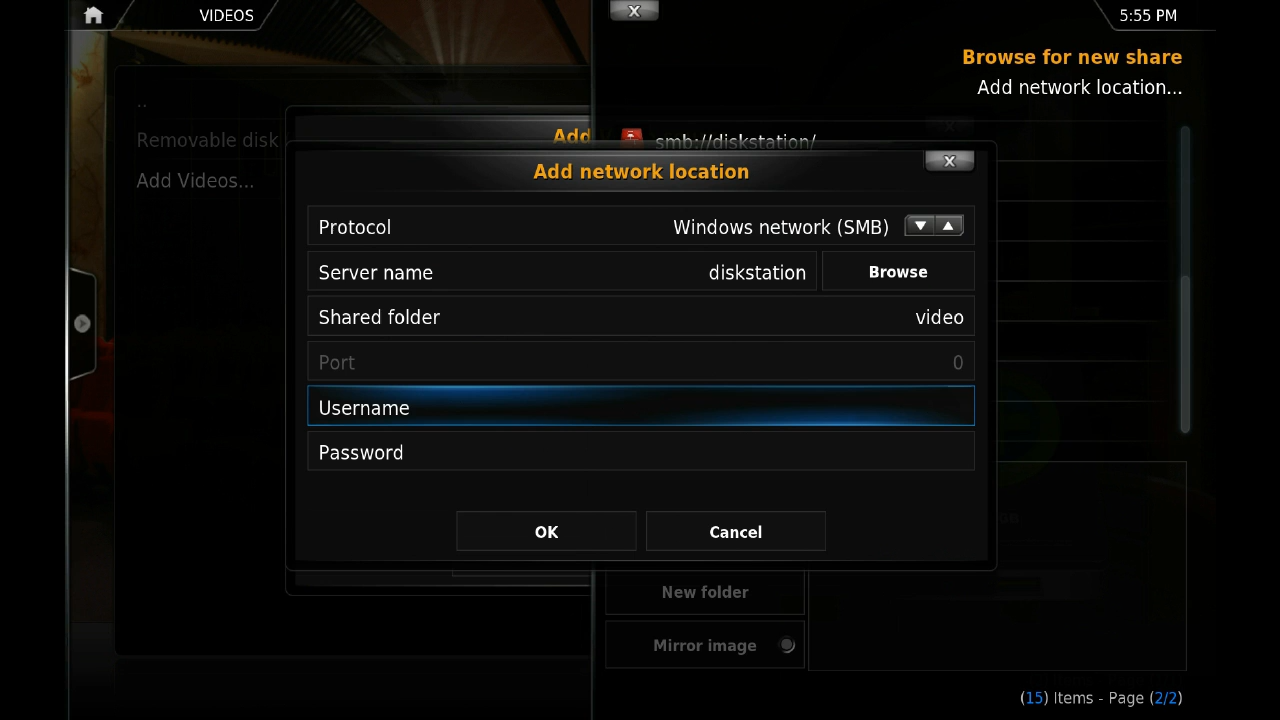 VIDEOS
5:55 PM
Browse for new share
Add network location...
..
Removable disk
Add Videos...
Add
smb://diskstation/
Add network location
Protocol Windows network (SMB)
Server name diskstation Browse
Shared folder video
Port 0
Username
Password
OK Cancel
New folder
Mirror image
(15) Items - Page (2/2)